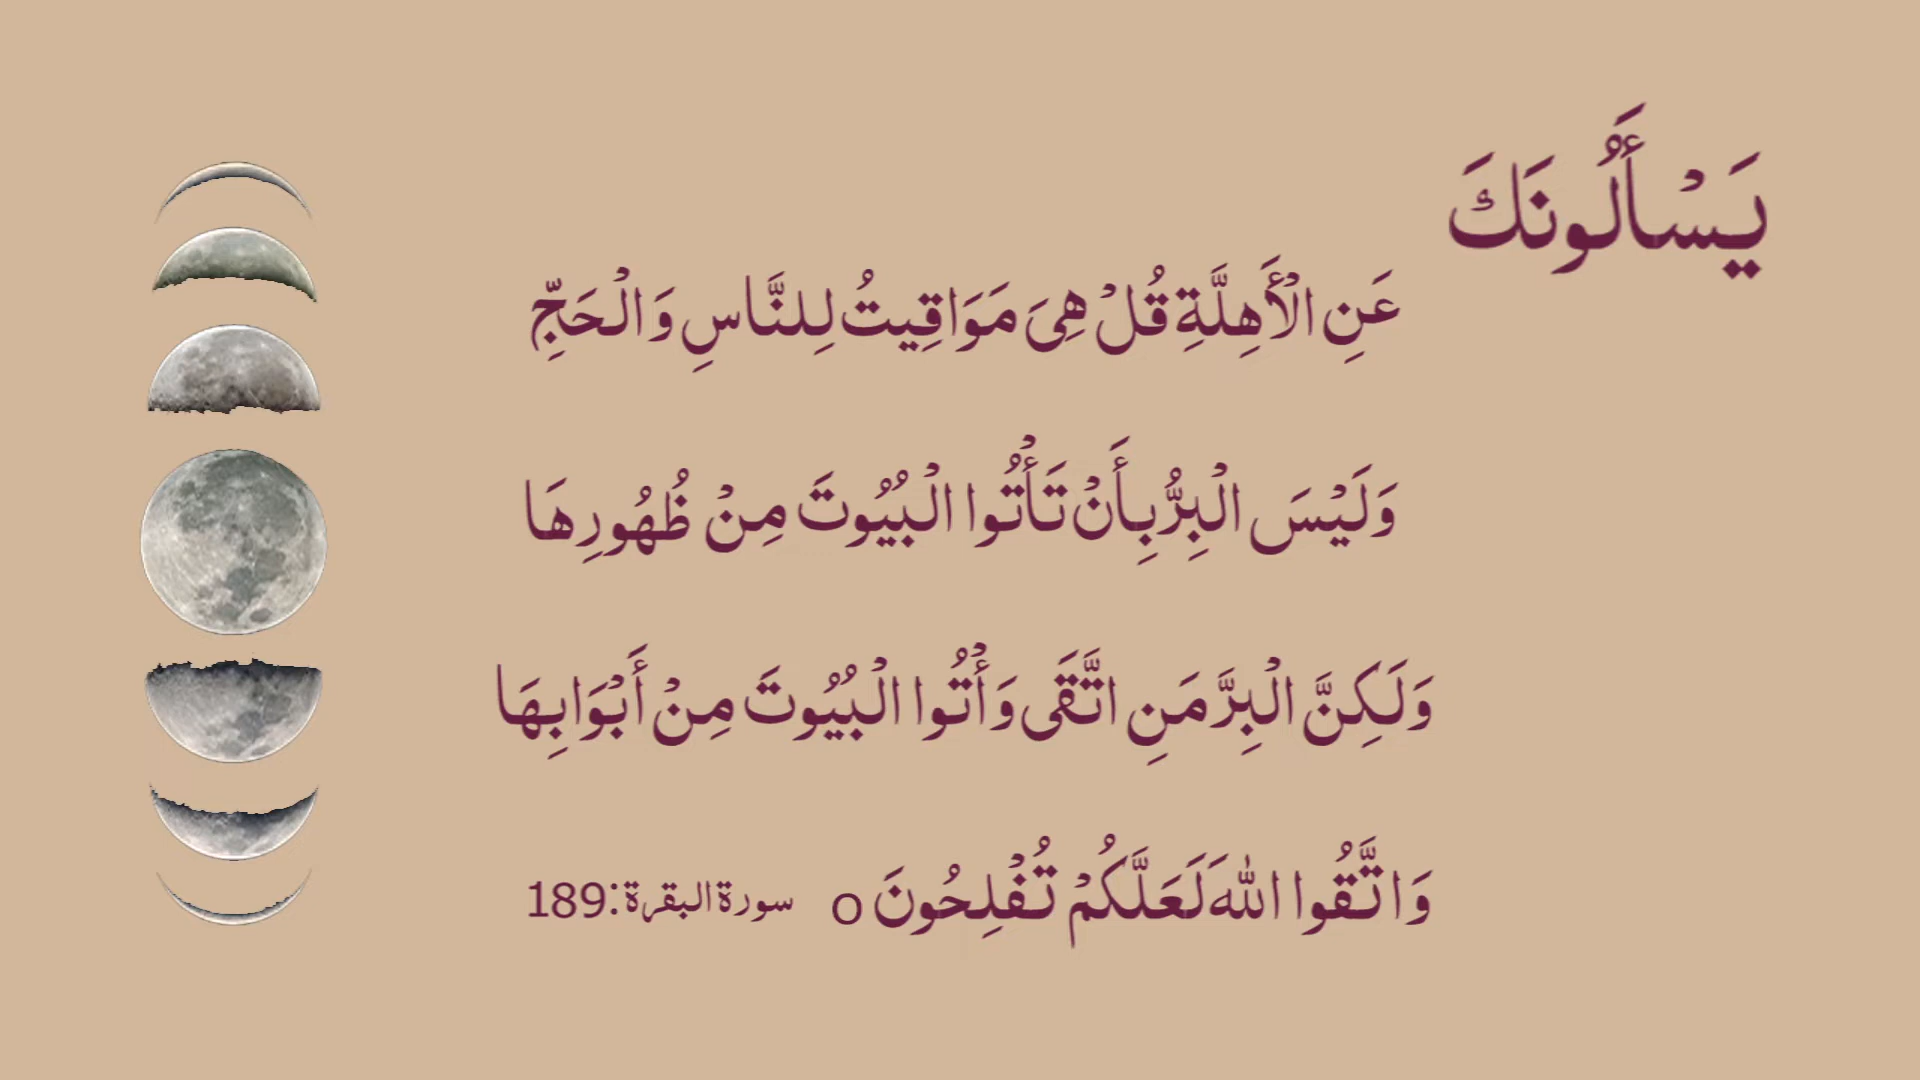 يَسْأَلُونَكَ
عَنِ الْأَهِلَّةِ قُلْ هِىَ مَوَاقِيتُ لِلنَّاسِ وَالْحَجِّ
وَلَيْسَ الْبِرُّ بِأَنْ تَأْتُوا الْبُيُوتَ مِنْ ظُهُورِهَا
وَلَكِنَّ الْبِرَّ مَنِ اتَّقَى وَأْتُوا الْبُيُوتَ مِنْ أَبْوَابِهَا
وَاتَّقُوا اللهَ لَعَلَّكُمْ تُفْلِحُونَ o سورة البقرة:189